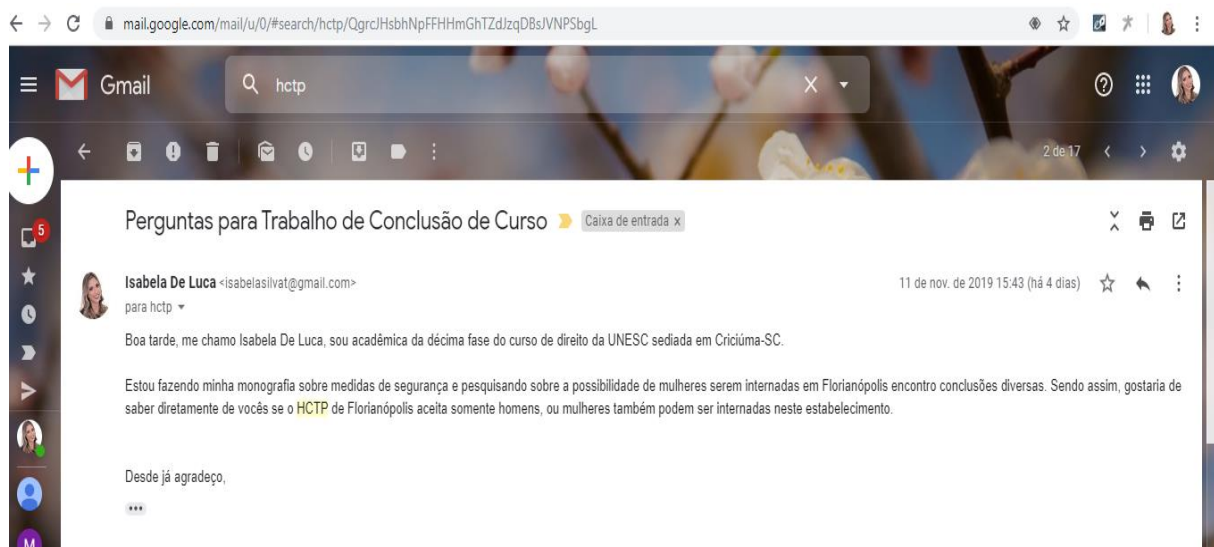 mail.google.com/mail/u/0/#search/hctp/QgrcJHsbhNpFFHHmGhTZdJzqDBsJVNPSbgL
Gmail
hctp
2 de 17
5
Perguntas para Trabalho de Conclusão de Curso
Caixa de entrada x
Isabela De Luca <isabelasilvat@gmail.com>
11 de nov. de 2019 15:43 (há 4 dias)
para hctp
Boa tarde, me chamo Isabela De Luca, sou acadêmica da décima fase do curso de direito da UNESC sediada em Criciúma-SC.
Estou fazendo minha monografia sobre medidas de segurança e pesquisando sobre a possibilidade de mulheres serem internadas em Florianópolis encontro conclusões diversas. Sendo assim, gostaria de
saber diretamente de vocês se o HCTP de Florianópolis aceita somente homens, ou mulheres também podem ser internadas neste estabelecimento.
Desde já agradeço,
M